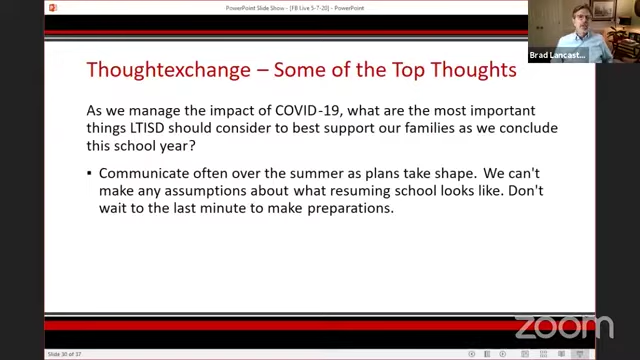 PowerPoint Slide Show - [FB Live 5-7-20] - PowerPoint
Brad Lancast...
Thoughtexchange – Some of the Top Thoughts
As we manage the impact of COVID-19, what are the most important
things LTISD should consider to best support our families as we conclude
this school year?
▪ Communicate often over the summer as plans take shape. We can't
make any assumptions about what resuming school looks like. Don't
wait to the last minute to make preparations.
zoom
Slide 30 of 37